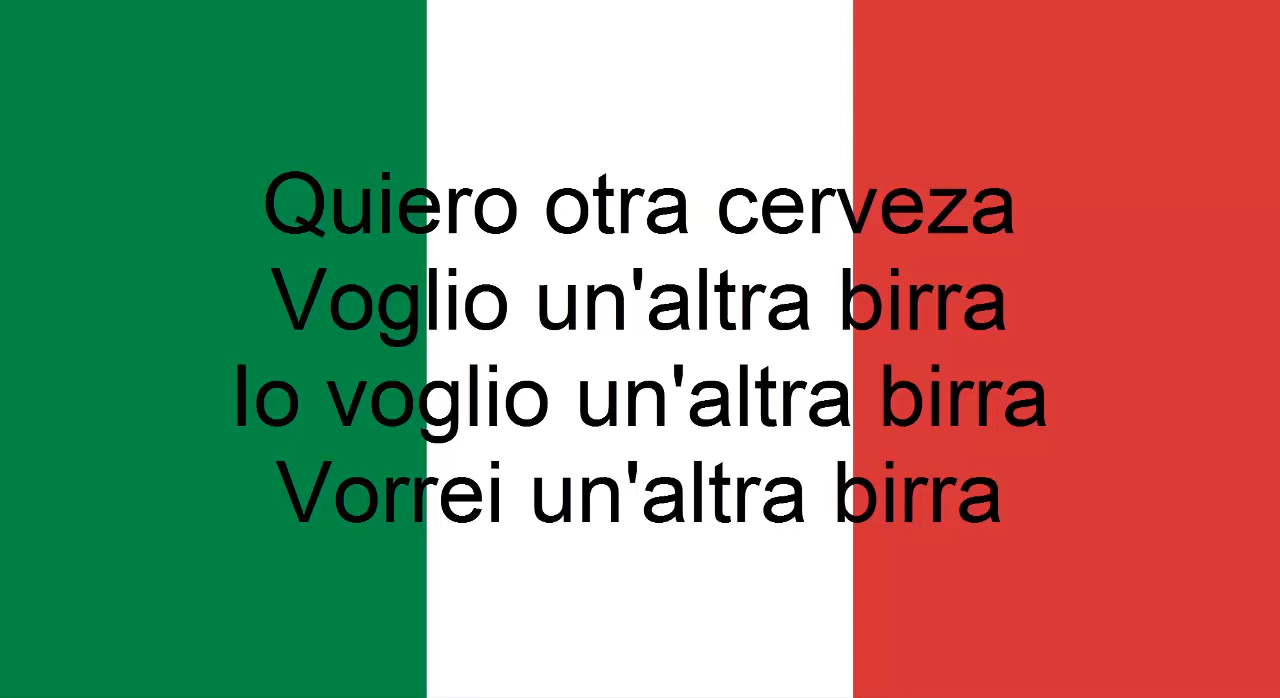 Quiero otra cerveza
Voglio un'altra birra
Io voglio un'altra birra
Vorrei un'altra birra